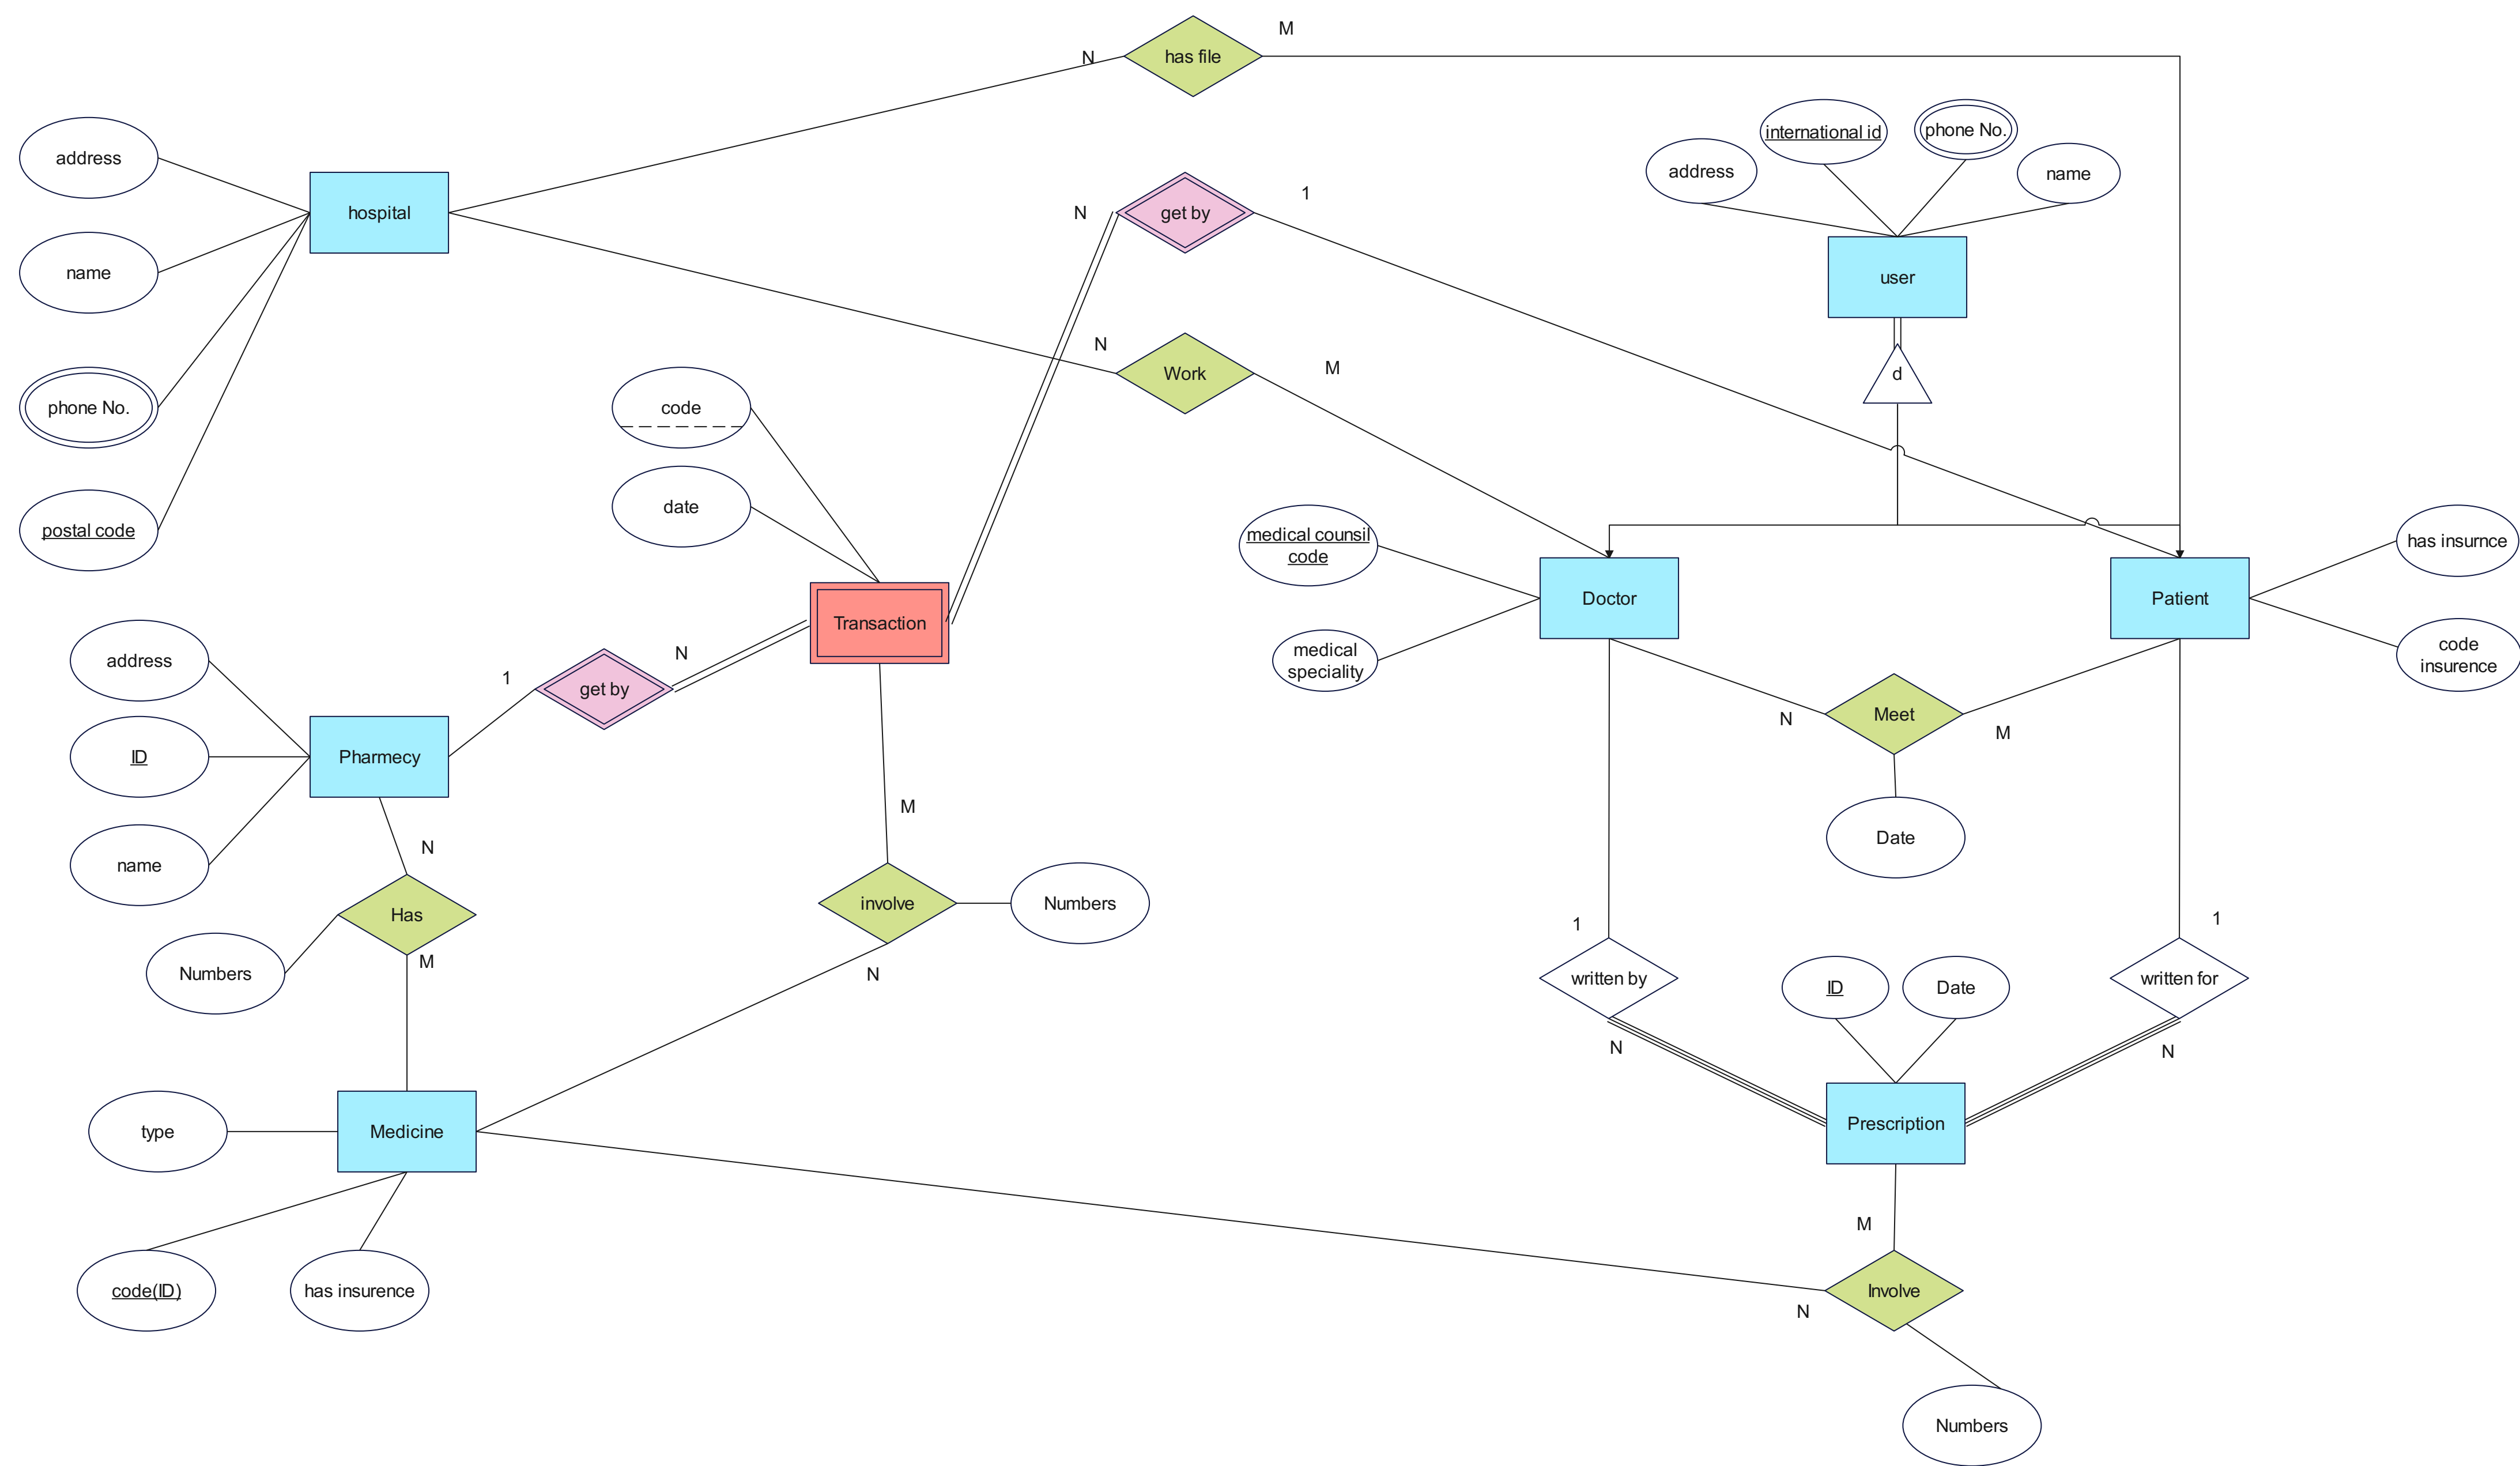 M
has file
N
phone No.
international id
address
name
address
hospital
N
get by
1
user
name
N
Work
M
d
code
phone No.
date
postal code
medical counsil
code
has insurnce
Transaction
Doctor
Patient
address
N
medical
speciality
code
insurence
1
get by
N
Meet
M
ID
Pharmecy
M
Date
N
name
Has
involve
Numbers
1
1
M
Numbers
N
written by
ID
Date
written for
N
N
type
Medicine
Prescription
M
code(ID)
has insurence
Involve
N
Numbers